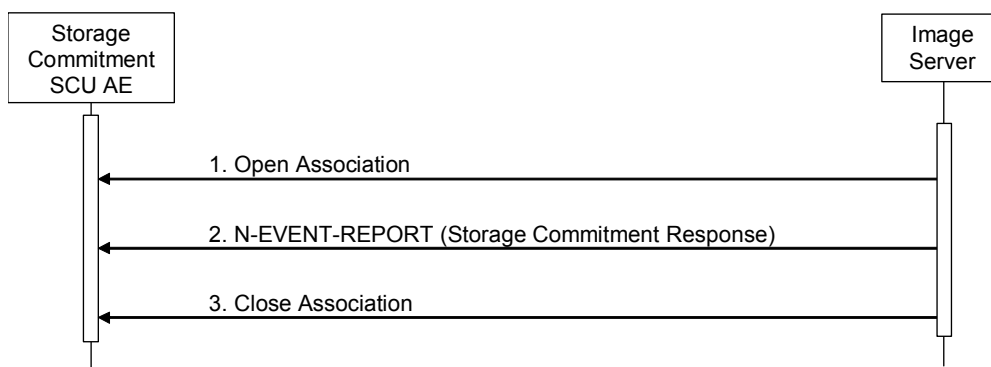 Storage
Commitment
SCU AE
Image
Server
1. Open Association
2. N-EVENT-REPORT (Storage Commitment Response)
3. Close Association